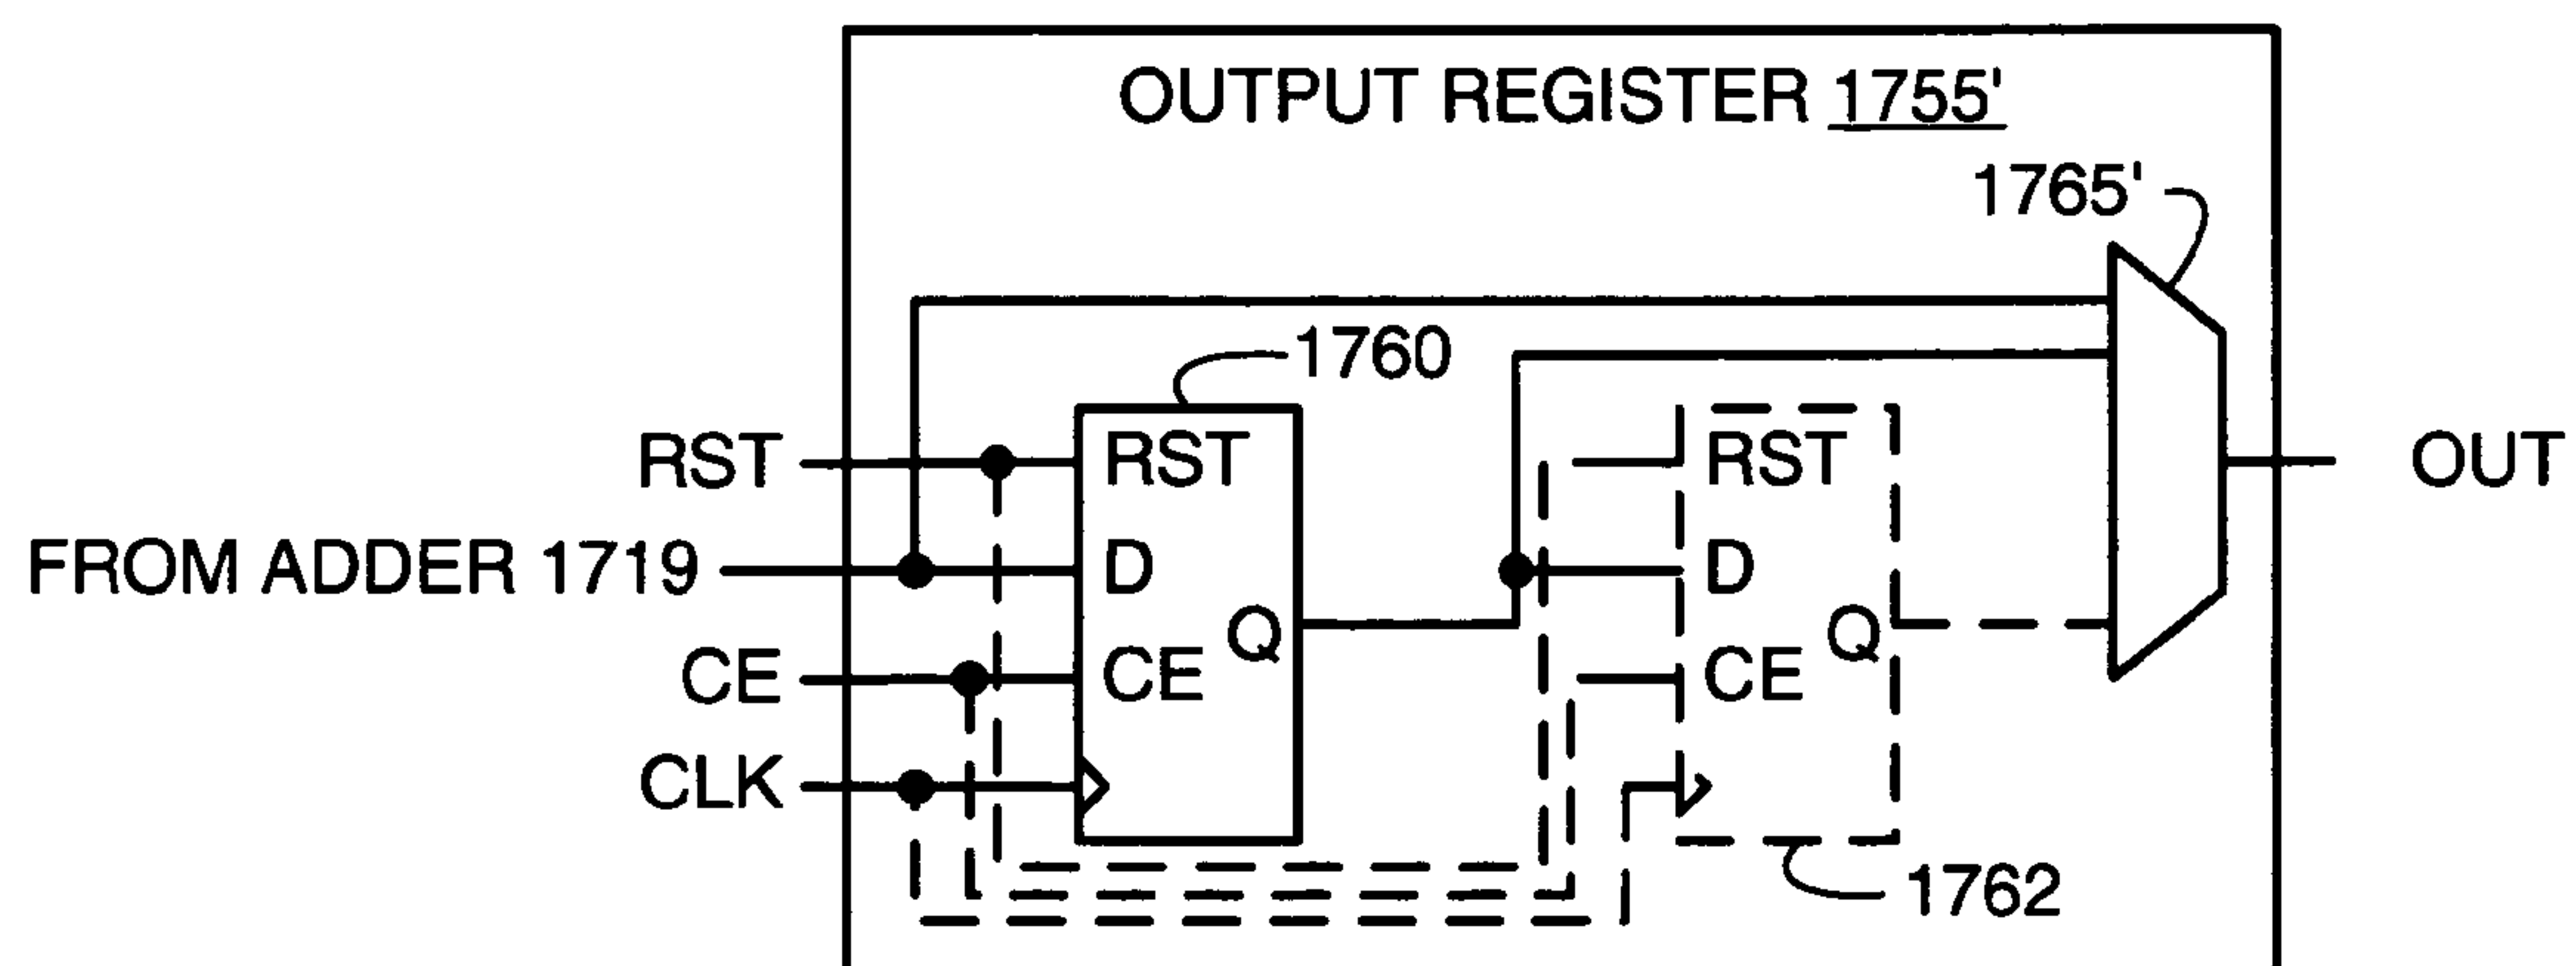 OUTPUT REGISTER 1755'
1765'
1760
RST
RST
RST
OUT
FROM ADDER 1719
D
D
Q
Q
CE
CE
CE
CLK
1762